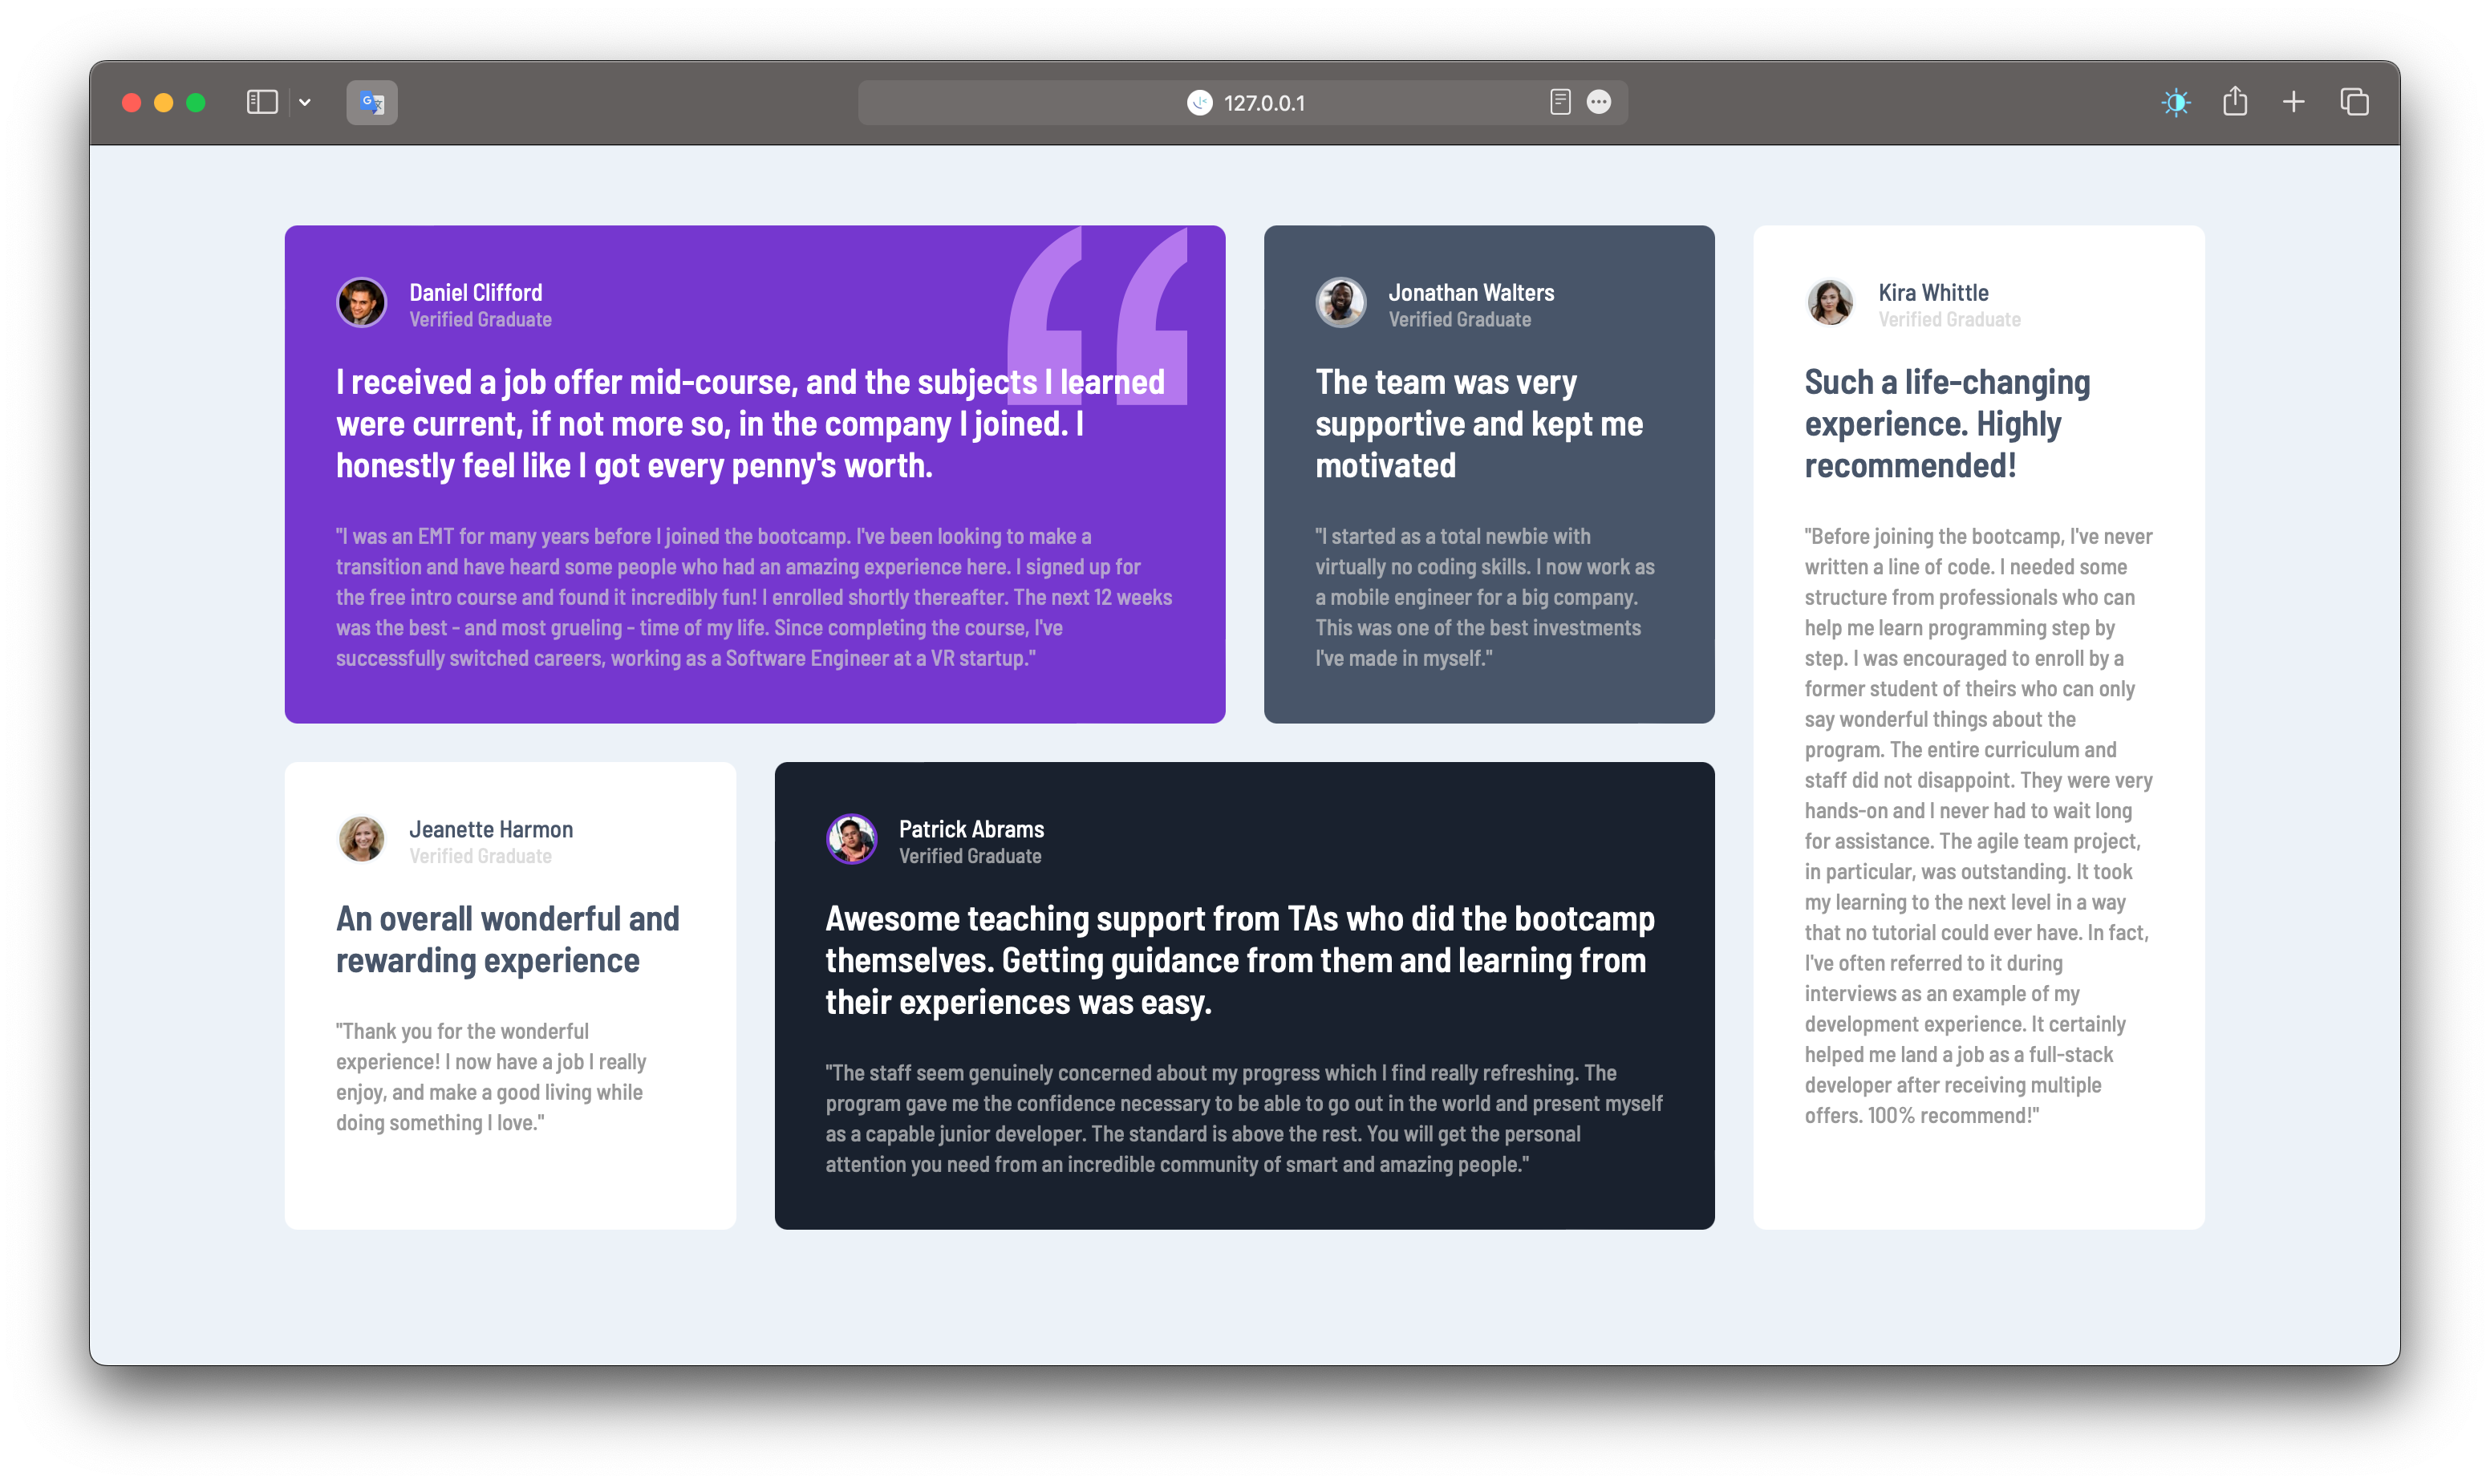 127.0.0.1
Daniel Clifford
Verified Graduate
I received a job offer mid-course, and the subjects I learned
were current, if not more so, in the company I joined. I
honestly feel like I got every penny's worth.
"I was an EMT for many years before I joined the bootcamp. I've been looking to make a
transition and have heard some people who had an amazing experience here. I signed up for
the free intro course and found it incredibly fun! I enrolled shortly thereafter. The next 12 weeks
was the best - and most grueling - time of my life. Since completing the course, I've
successfully switched careers, working as a Software Engineer at a VR startup."
Jonathan Walters
Verified Graduate
The team was very
supportive and kept me
motivated
"I started as a total newbie with
virtually no coding skills. I now work as
a mobile engineer for a big company.
This was one of the best investments
I've made in myself."
Kira Whittle
Verified Graduate
Such a life-changing
experience. Highly
recommended!
"Before joining the bootcamp, I've never
written a line of code. I needed some
structure from professionals who can
help me learn programming step by
step. I was encouraged to enroll by a
former student of theirs who can only
say wonderful things about the
program. The entire curriculum and
staff did not disappoint. They were very
hands-on and I never had to wait long
for assistance. The agile team project,
in particular, was outstanding. It took
my learning to the next level in a way
that no tutorial could ever have. In fact,
I've often referred to it during
interviews as an example of my
development experience. It certainly
helped me land a job as a full-stack
developer after receiving multiple
offers. 100% recommend!"
Jeanette Harmon
Verified Graduate
An overall wonderful and
rewarding experience
"Thank you for the wonderful
experience! I now have a job I really
enjoy, and make a good living while
doing something I love."
Patrick Abrams
Verified Graduate
Awesome teaching support from TAs who did the bootcamp
themselves. Getting guidance from them and learning from
their experiences was easy.
"The staff seem genuinely concerned about my progress which I find really refreshing. The
program gave me the confidence necessary to be able to go out in the world and present myself
as a capable junior developer. The standard is above the rest. You will get the personal
attention you need from an incredible community of smart and amazing people."